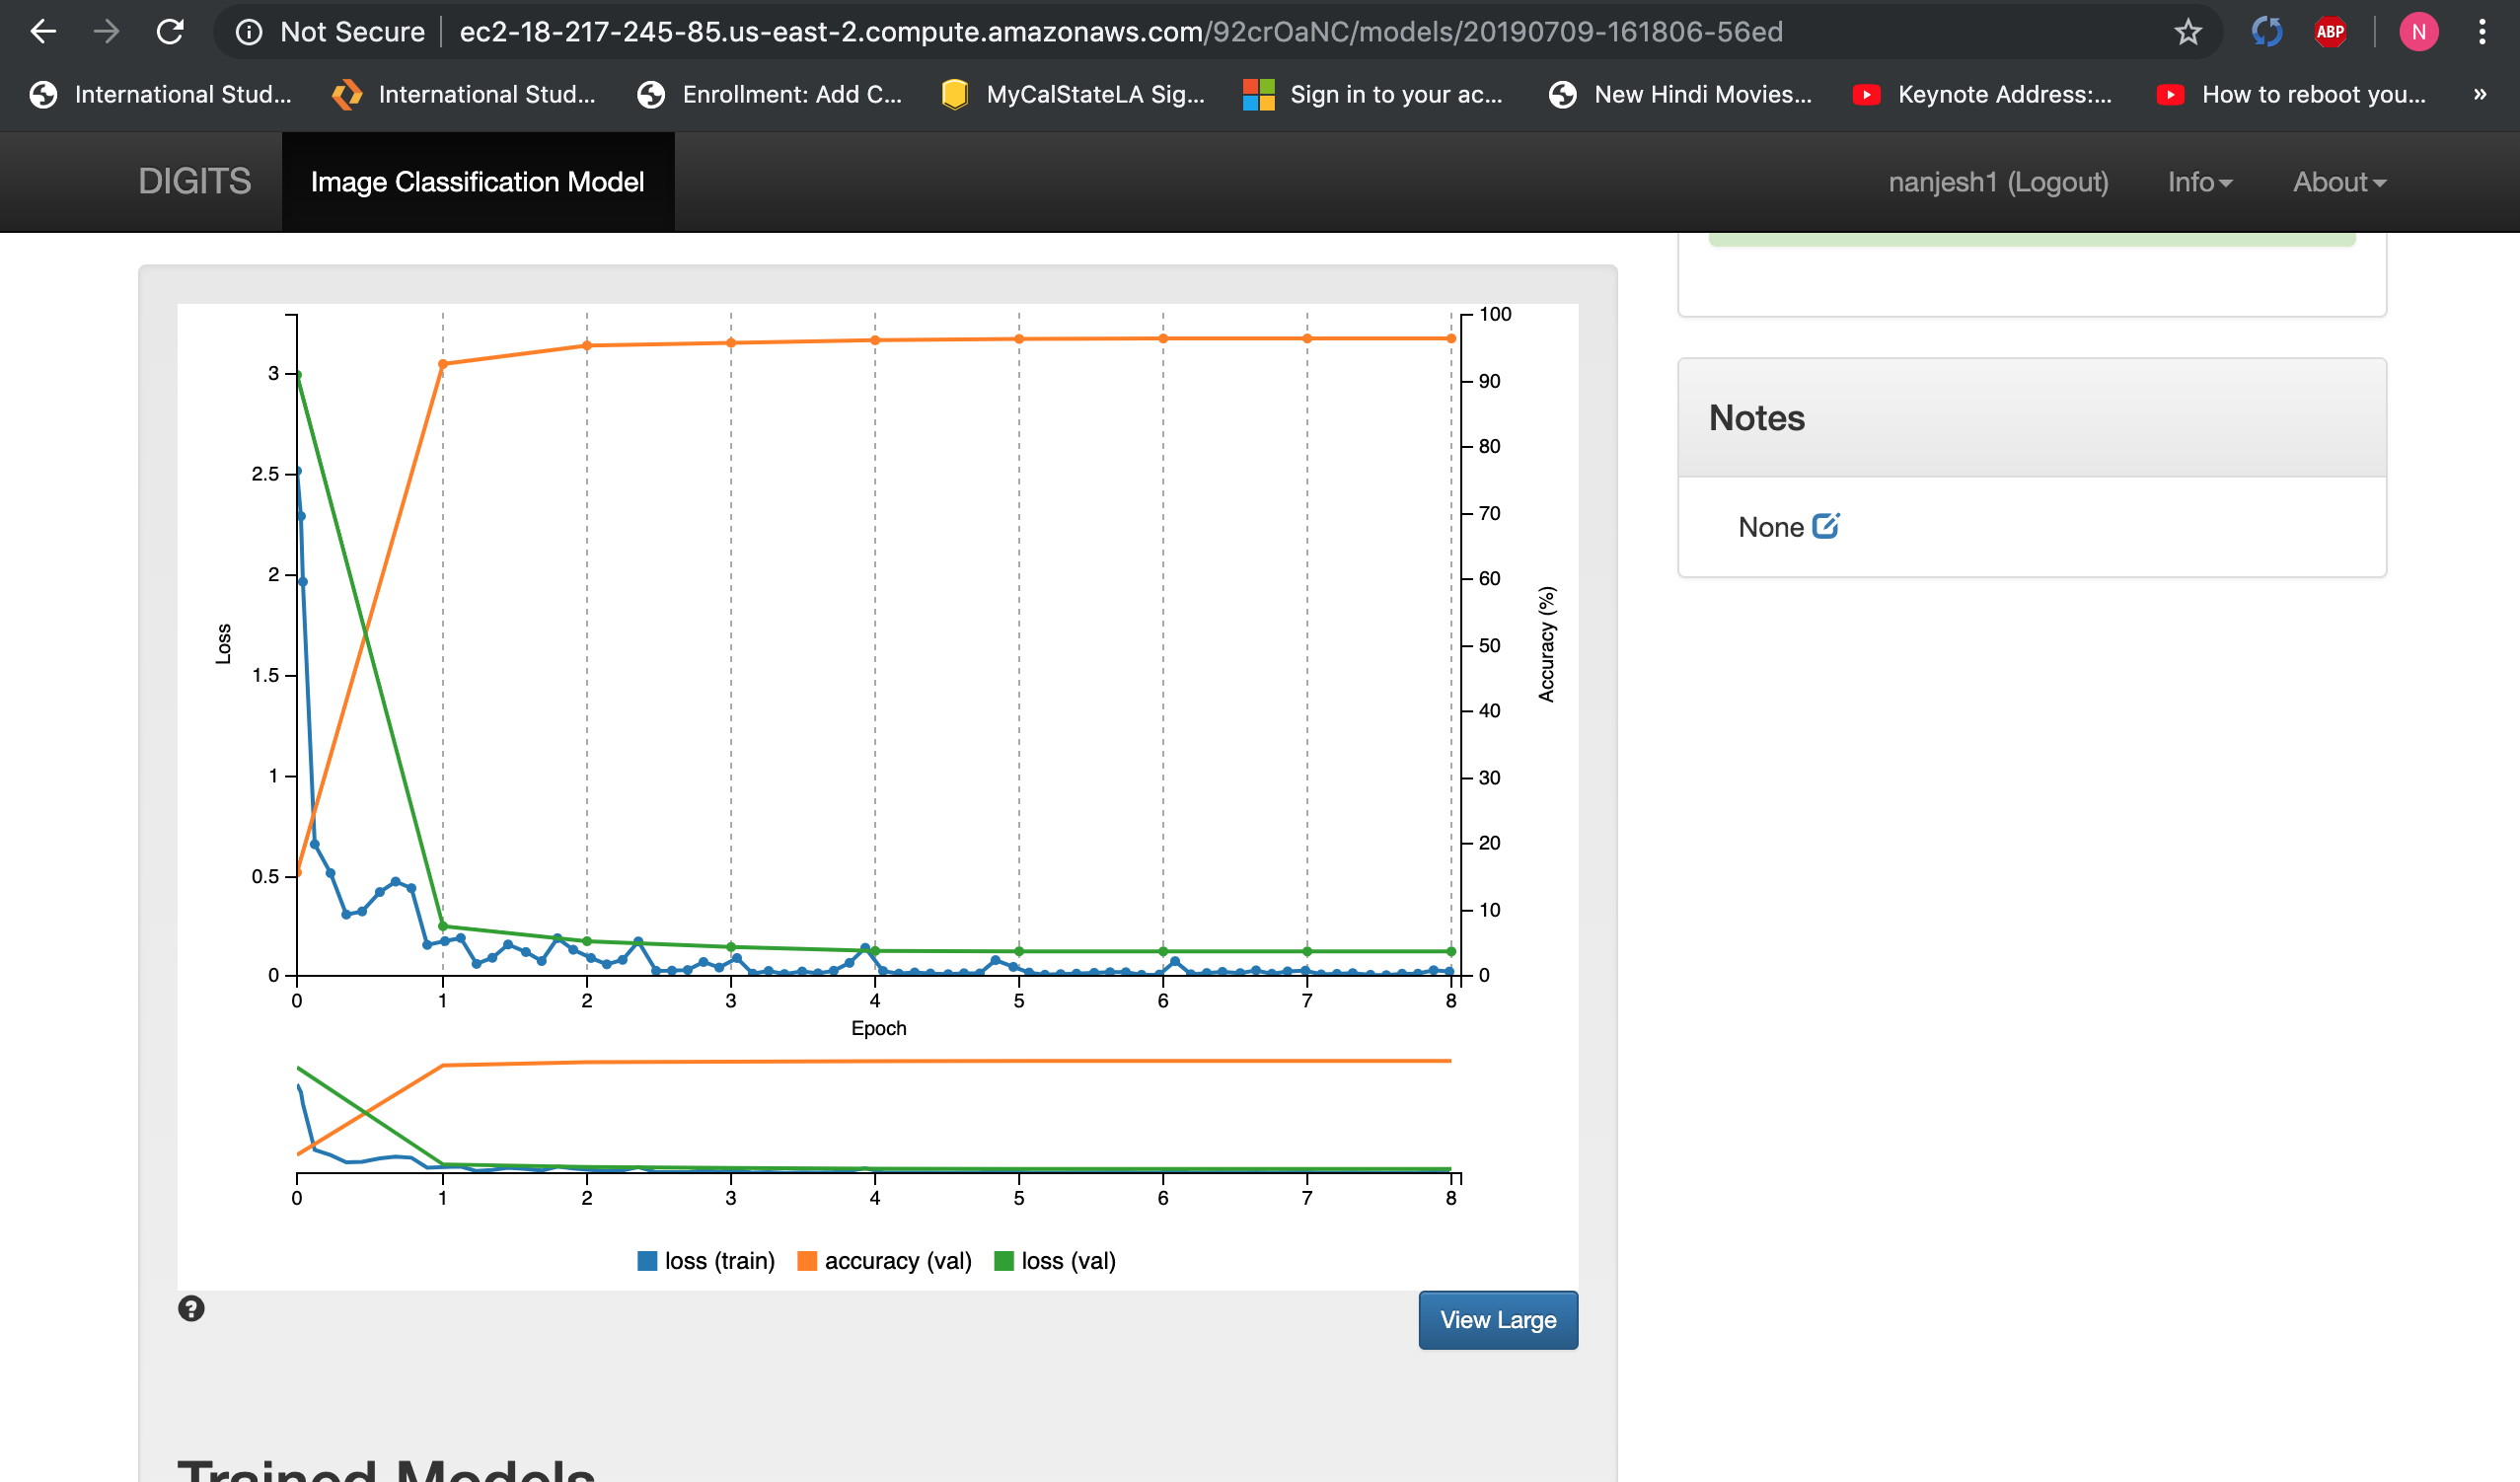 Not Secure ec2-18-217-245-85.us-east-2.compute.amazonaws.com/92crOaNC/models/20190709-161806-56ed ABP N
International Stud... International Stud... Enrollment: Add C... MyCalStateLA Sig... Sign in to your ac... New Hindi Movies... Keynote Address:... How to reboot you... »
DIGITS Image Classification Model nanjesh1 (Logout) Info About
100
3
90
80
2.5
70
2
60
Loss
Accuracy (%)
50
1.5
40
1
30
20
0.5
10
0 0
0 1 2 3 4 5 6 7 8
Epoch
0 1 2 3 4 5 6 7 8
loss (train) accuracy (val) loss (val)
?
View Large
Trained Models
Notes
None